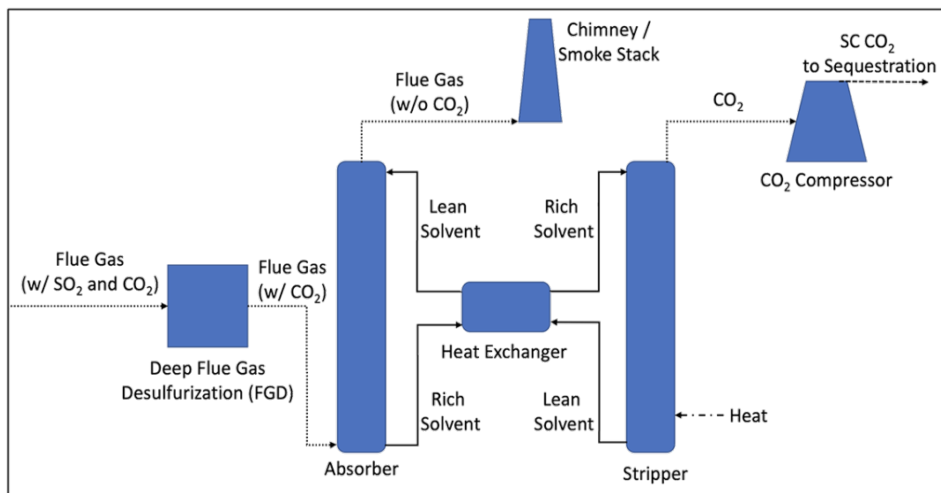 Chimney /
Smoke Stack
SC CO₂
to Sequestration
Flue Gas
(w/o CO₂)
CO₂
CO₂ Compressor
Lean
Solvent
Rich
Solvent
Flue Gas
(w/ SO₂ and CO₂)
Flue Gas
(w/ CO₂)
Heat Exchanger
Deep Flue Gas
Desulfurization (FGD)
Rich
Solvent
Lean
Solvent
Heat
Absorber
Stripper